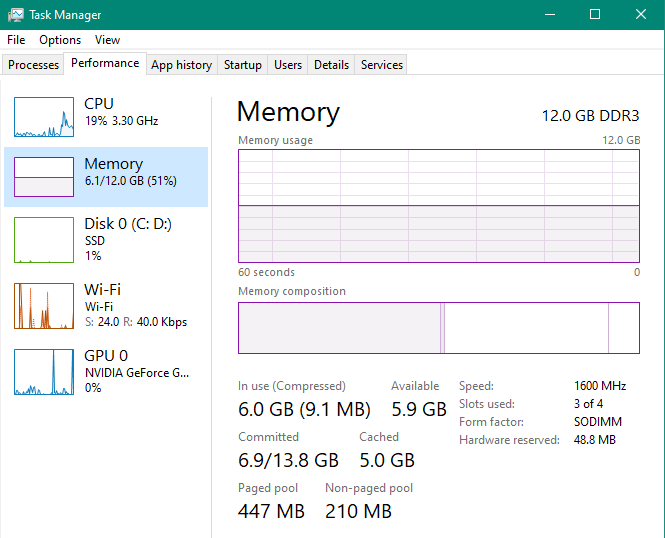 Task Manager
File Options View
Processes Performance App history Startup Users Details Services
CPU
19% 3.30 GHz
Memory
6.1/12.0 GB (51%)
Disk 0 (C: D:)
SSD
1%
Wi-Fi
Wi-Fi
S: 24.0 R: 40.0 Kbps
GPU 0
NVIDIA GeForce G...
0%
Memory 12.0 GB DDR3
Memory usage 12.0 GB
60 seconds 0
Memory composition
In use (Compressed) Available
6.0 GB (9.1 MB) 5.9 GB
Committed Cached
6.9/13.8 GB 5.0 GB
Paged pool Non-paged pool
447 MB 210 MB
Speed: 1600 MHz
Slots used: 3 of 4
Form factor: SODIMM
Hardware reserved: 48.8 MB